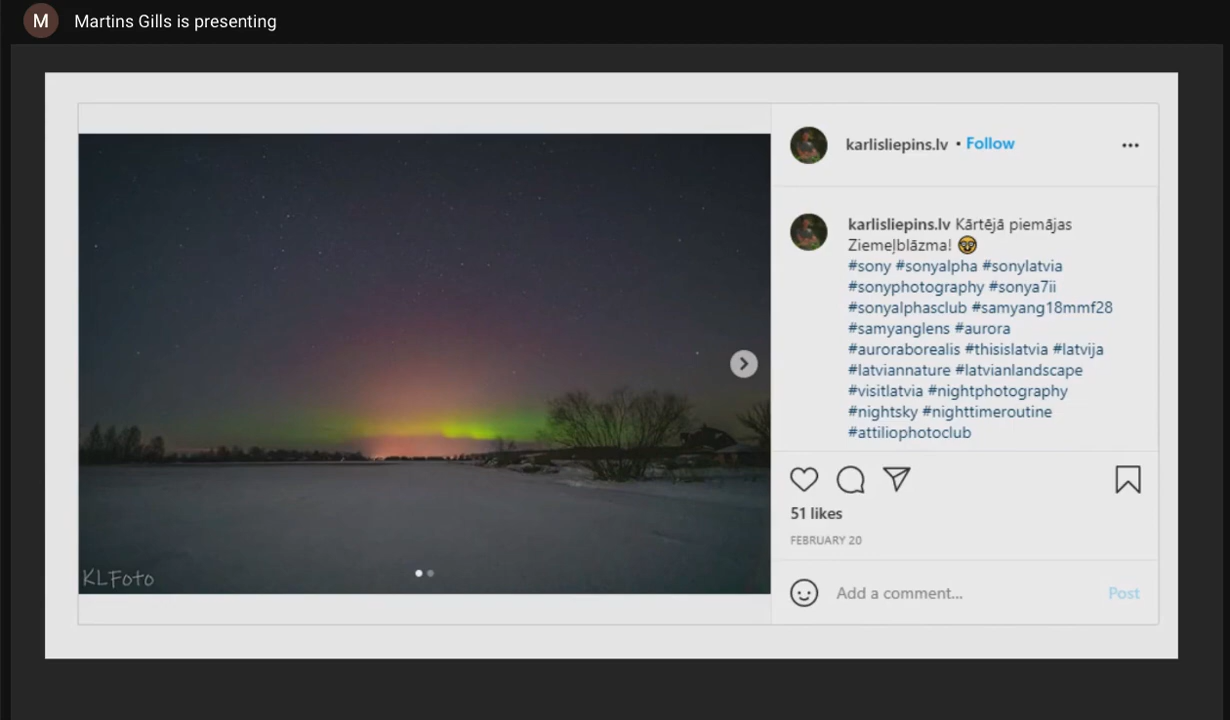 M Martins Gills is presenting
karlisliepins.lv • Follow
karlisliepins.lv Kārtējā piemājas
Ziemeļblāzma! 🤓
#sony #sonyalpha #sonylatvia
#sonyphotography #sonya7ii
#sonyalphasclub #samyang18mmf28
#samyanglens #aurora
#auroraborealis #thisislatvia #latvija
#latviannature #latvianlandscape
#visitlatvia #nightphotography
#nightsky #nighttimeroutine
#attiliophotoclub
51 likes
FEBRUARY 20
Add a comment... Post
KLFoto